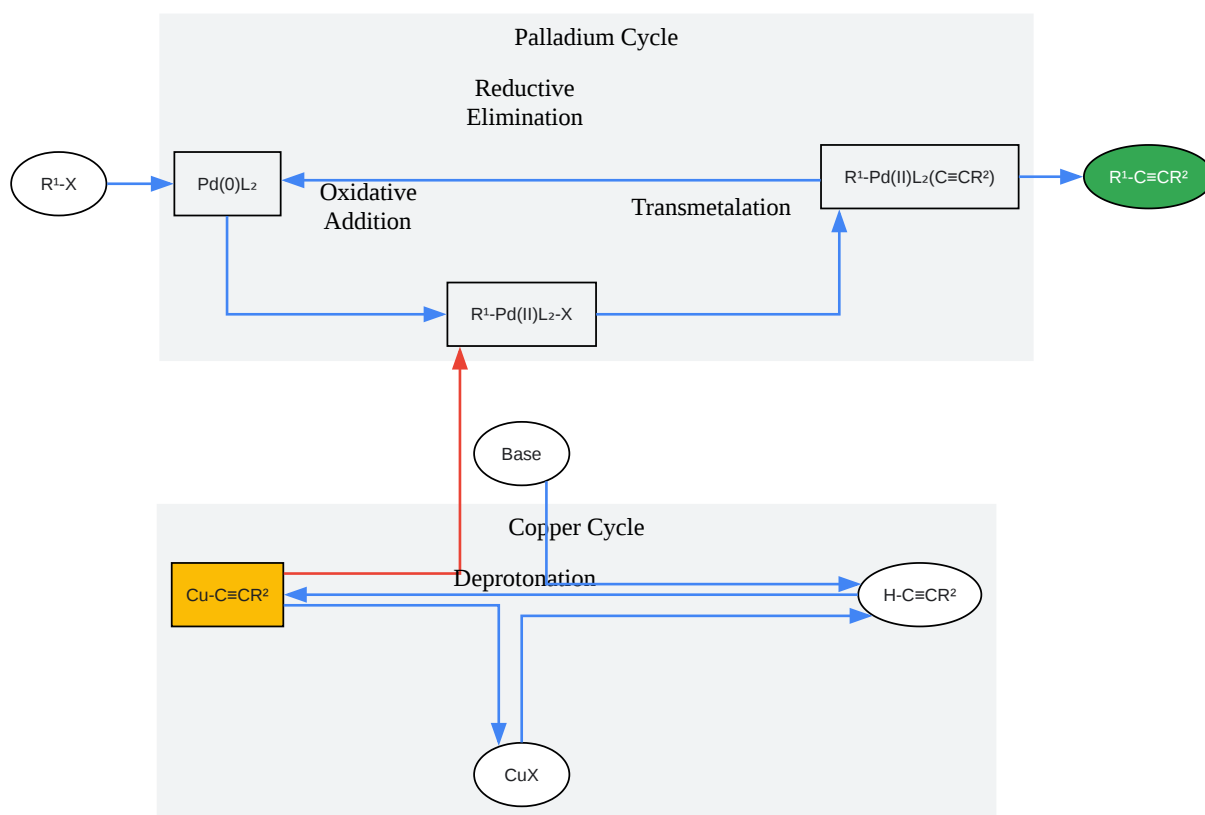 Palladium Cycle
Reductive
Elimination
R¹-X
Pd(0)L₂
R¹-Pd(II)L₂(C≡CR²)
R¹-C≡CR²
Oxidative
Addition
Transmetalation
R¹-Pd(II)L₂-X
Base
Copper Cycle
Deprotonation
Cu-C≡CR²
H-C≡CR²
CuX